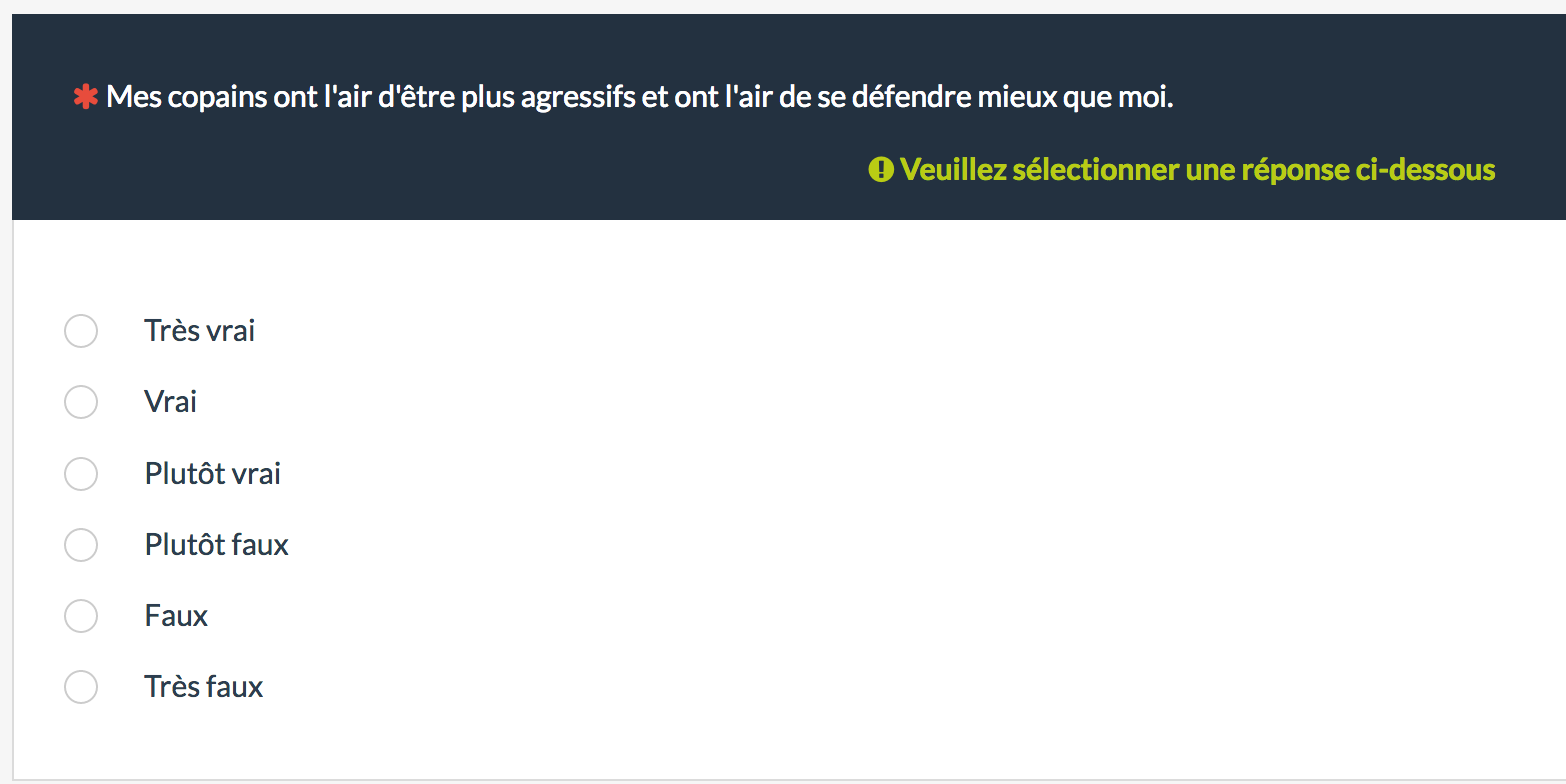 * Mes copains ont l'air d'être plus agressifs et ont l'air de se défendre mieux que moi.
! Veuillez sélectionner une réponse ci-dessous
Très vrai
Vrai
Plutôt vrai
Plutôt faux
Faux
Très faux